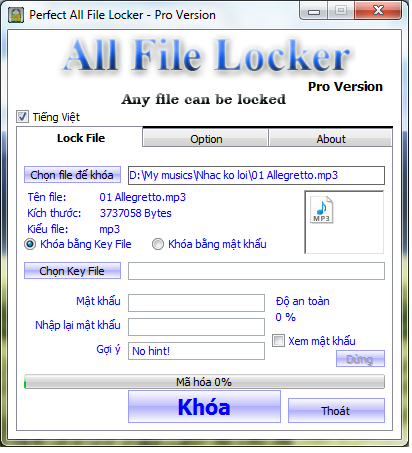 Perfect All File Locker - Pro Version
All File Locker
Pro Version
Any file can be locked
Tiếng Việt
Lock File Option About
Chọn file để khóa D:\My musics\Nhac ko loi\01 Allegretto.mp3
Tên file: 01 Allegretto.mp3
Kích thước: 3737058 Bytes
Kiểu file: mp3
MP3
Khóa bằng Key File Khóa bằng mật khẩu
Chọn Key File
Mật khẩu Độ an toàn
0 %
Nhập lại mật khẩu
Xem mật khẩu
Gợi ý No hint!
Dừng
Mã hóa 0%
Khóa Thoát